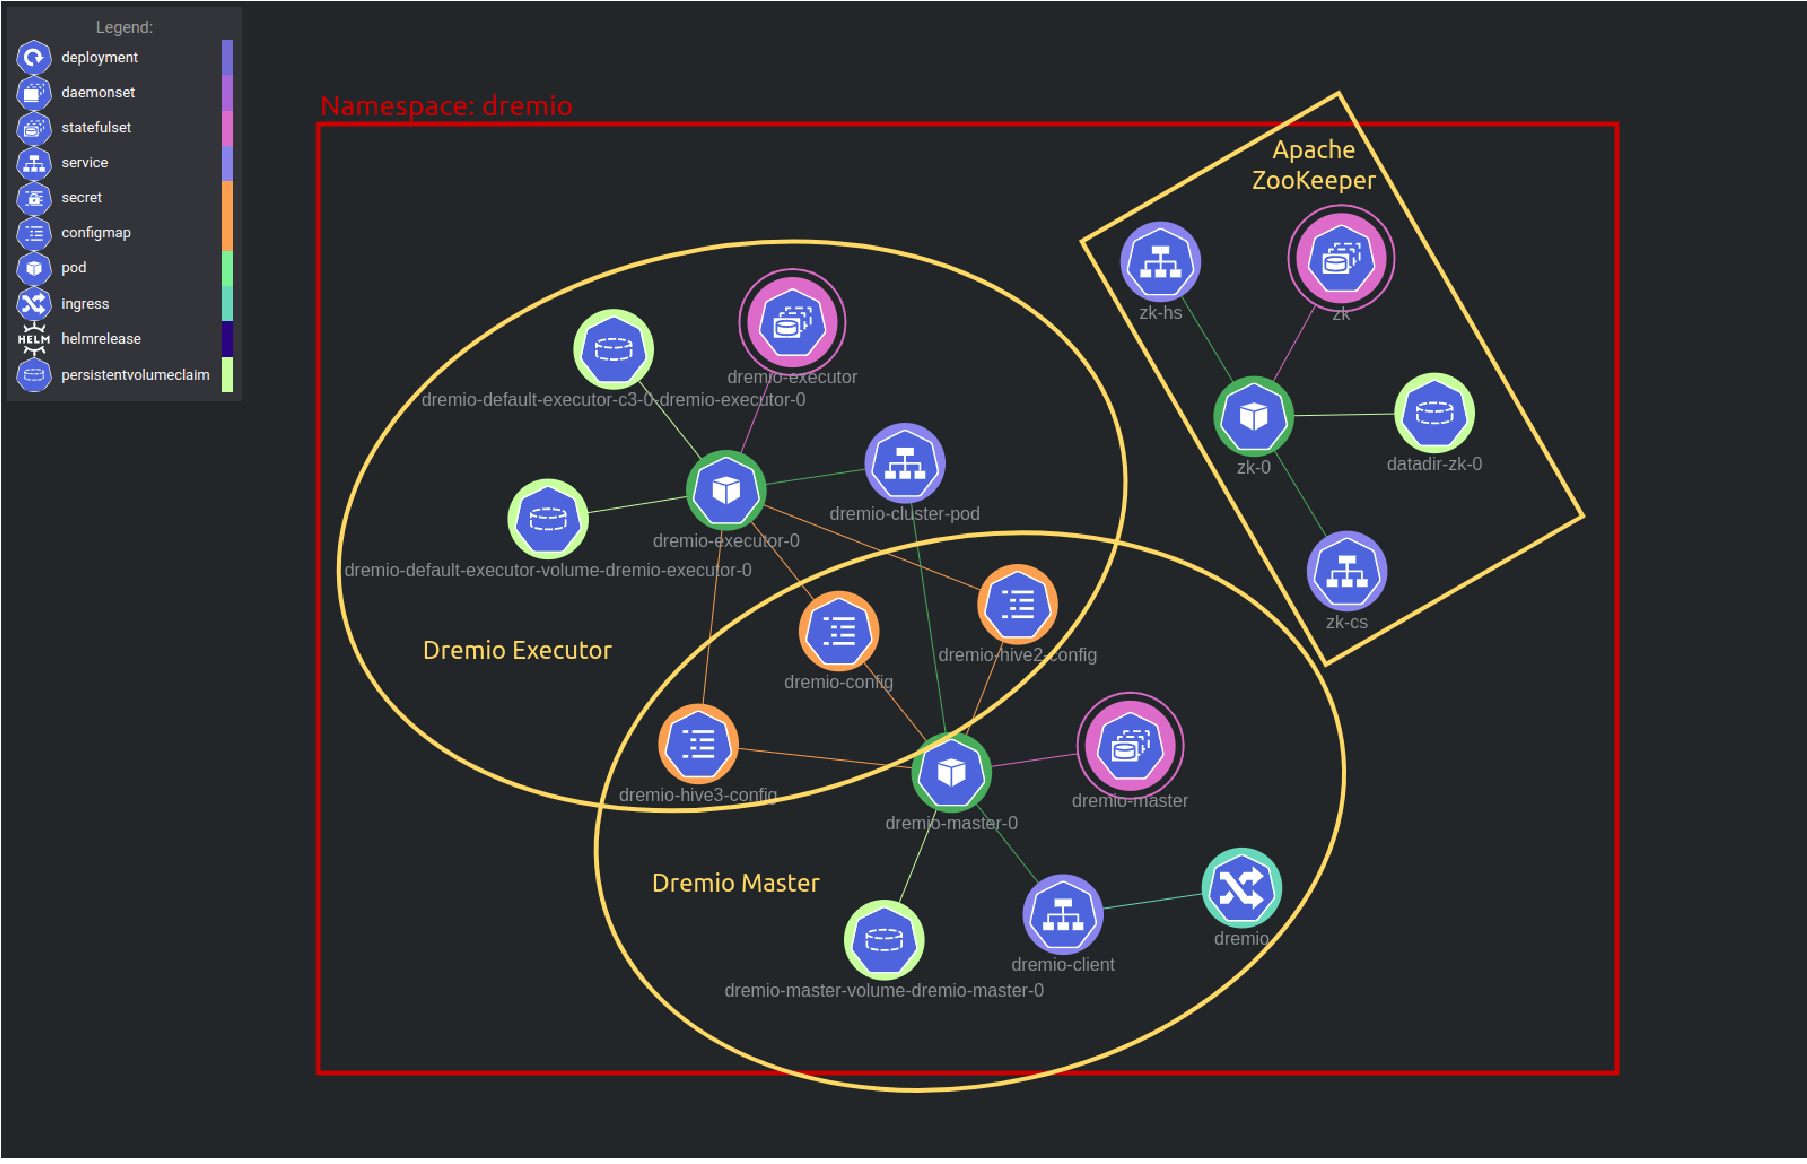 Legend:
deployment
daemonset
statefulset
service
secret
configmap
pod
ingress
HELM
helmrelease
persistentvolumeclaim
Namespace: dremio
Apache
ZooKeeper
zk-hs
zk
zk-0
datadir-zk-0
zk-cs
dremio-executor
dremio-default-executor-c3-0-dremio-executor-0
dremio-cluster-pod
dremio-executor-0
dremio-default-executor-volume-dremio-executor-0
Dremio Executor
dremio-hive2-config
dremio-config
dremio-hive3-config
dremio-master
dremio-master-0
Dremio Master
dremio
dremio-client
dremio-master-volume-dremio-master-0